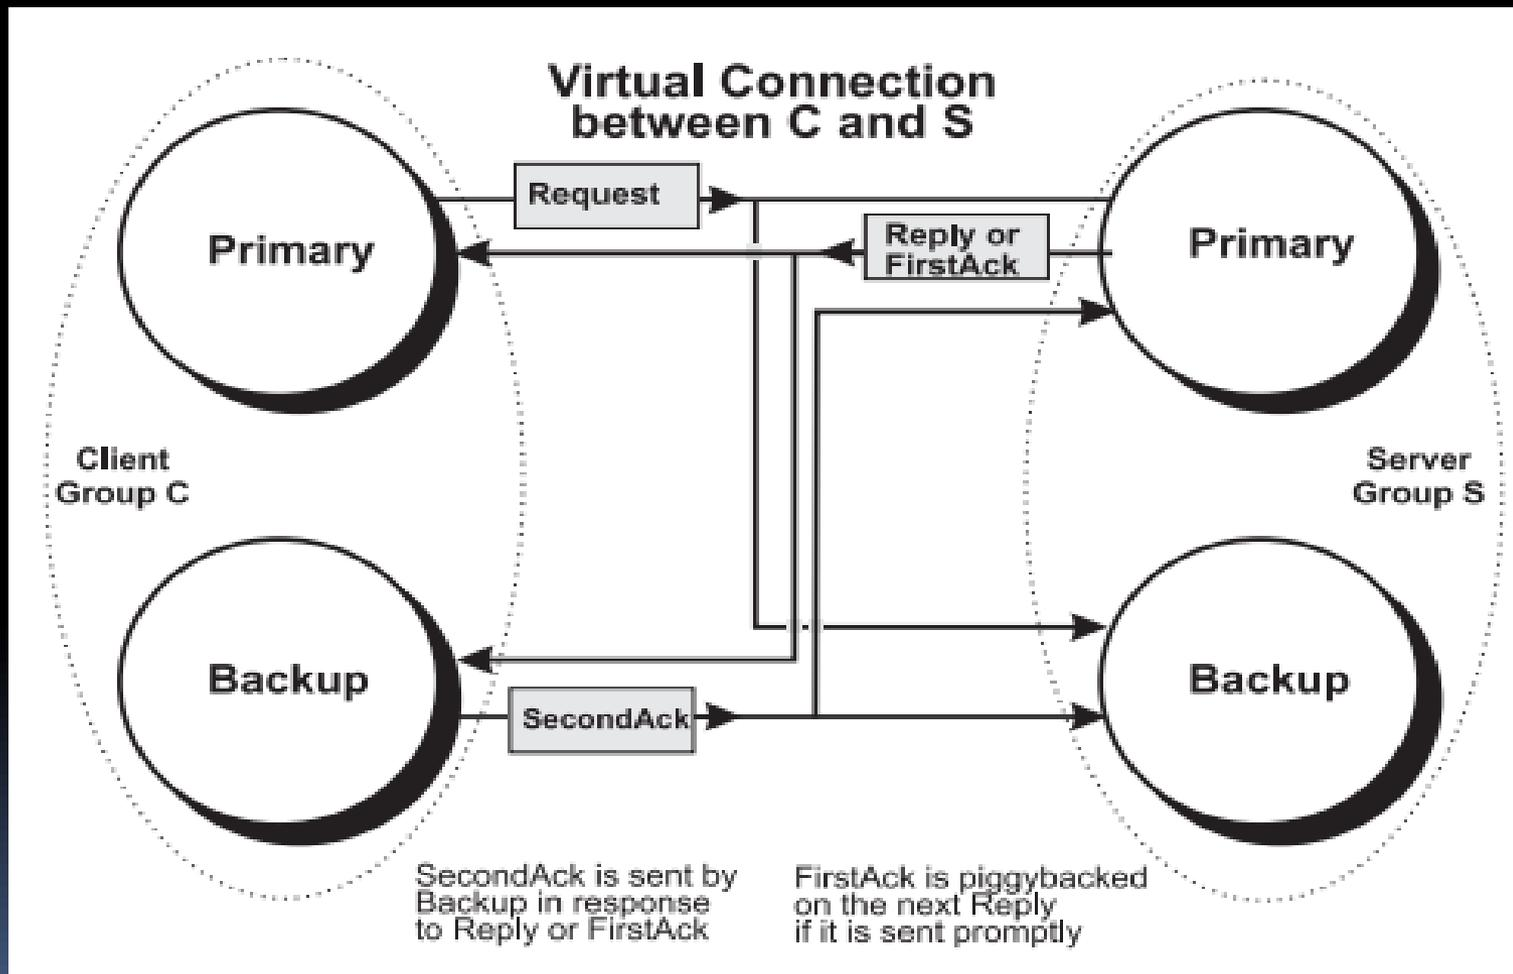 Virtual Connection
between C and S
Request
Reply or
FirstAck
Primary
Primary
Client
Group C
Server
Group S
Backup
Backup
SecondAck
SecondAck is sent by
Backup in response
to Reply or FirstAck
FirstAck is piggybacked
on the next Reply
if it is sent promptly